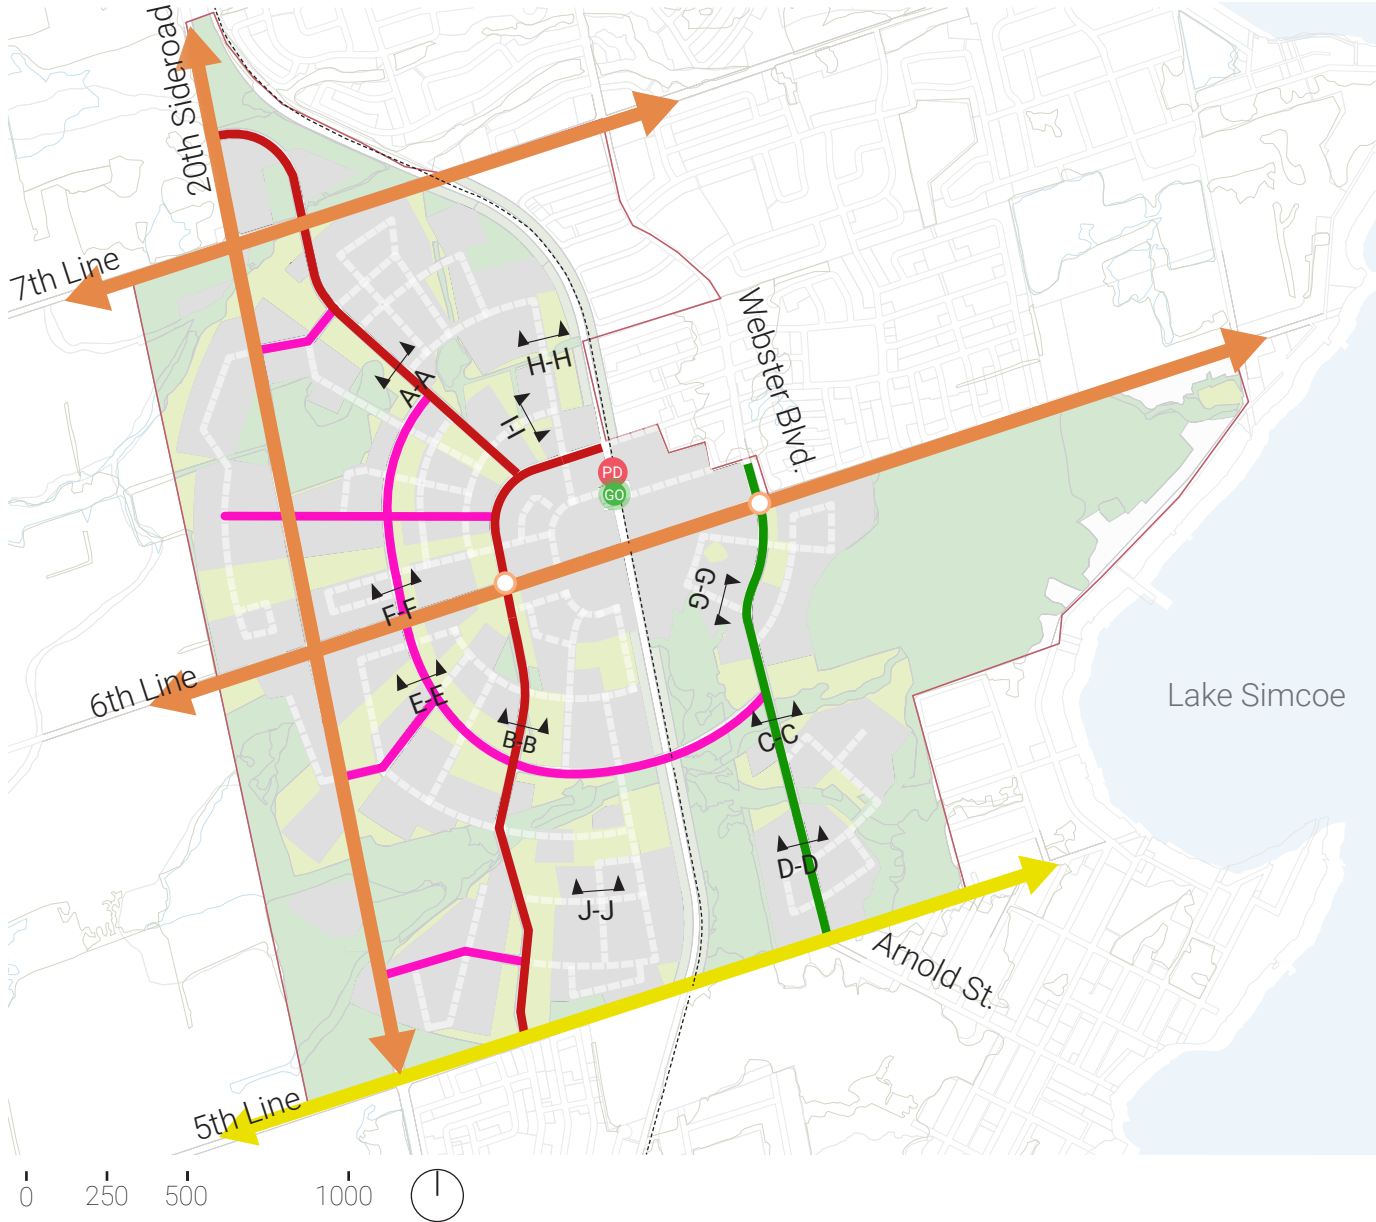 20th Sideroad
7th Line
H-H
A-A
I-I
Webster Blvd.
PD
GO
G-G
F-F
E-E
6th Line
B-B
C-C
Lake Simcoe
D-D
J-J
Arnold St.
5th Line
0 250 500 1000